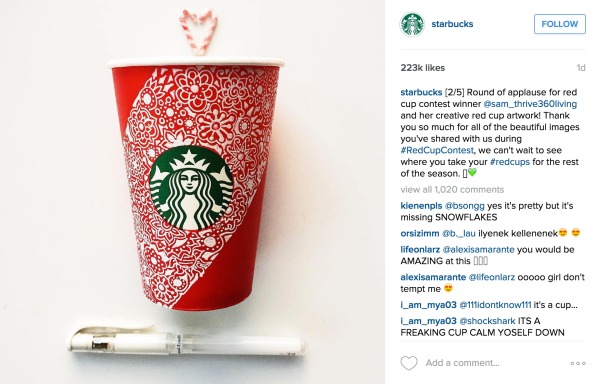 starbucks
FOLLOW
223k likes
1d
starbucks [2/5] Round of applause for red
cup contest winner @sam_thrive360living
and her creative red cup artwork! Thank
you so much for all of the beautiful images
you've shared with us during
#RedCupContest, we can't wait to see
where you take your #redcups for the rest
of the season. 💚
view all 1,020 comments
kienenpls @bsongg yes it's pretty but it's
missing SNOWFLAKES
orsizimm @b._lau ilyenek kellenenek😍 😍
lifeonlarz @alexisamarante you would be
AMAZING at this
alexisamarante @lifeonlarz ooooo girl don't
tempt me 😍
i_am_mya03 @111idontknow111 it's a cup...
i_am_mya03 @shockshark ITS A
FREAKING CUP CALM YOSELF DOWN
Add a comment...